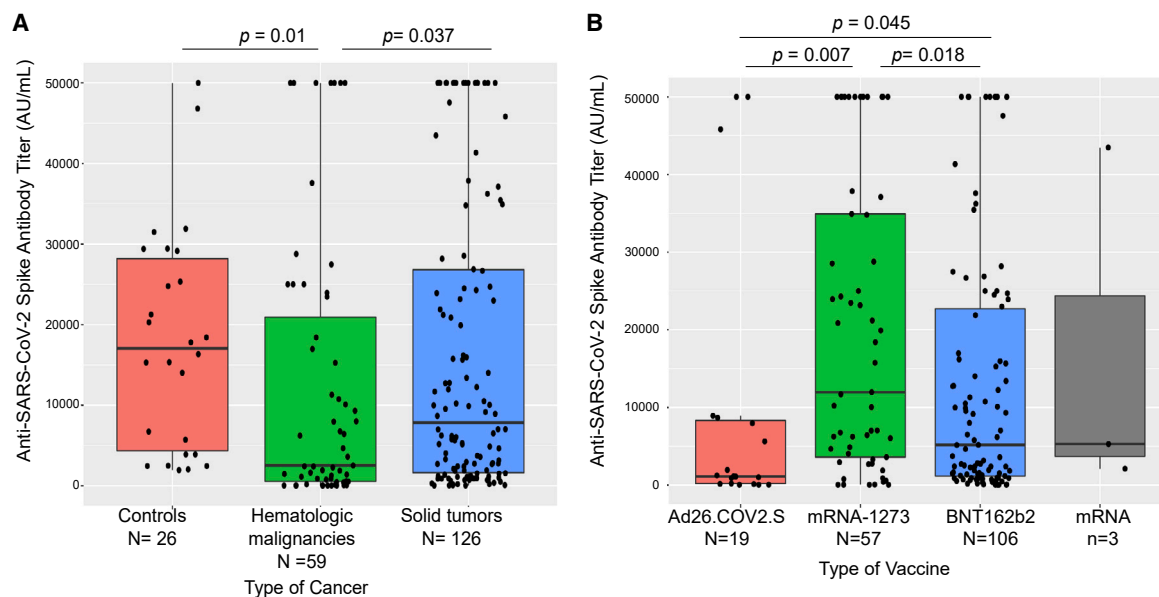 A
p = 0.01
p = 0.037
Anti-SARS-CoV-2 Spike Antibody Titer (AU/mL)
50000
40000
30000
20000
10000
0
Controls
N= 26
Hematologic
malignancies
N =59
Solid tumors
N= 126
Type of Cancer
B
p = 0.045
p = 0.007
p = 0.018
Anti-SARS-CoV-2 Spike Antibody Titer (AU/mL)
50000
40000
30000
20000
10000
0
Ad26.COV2.S
N=19
mRNA-1273
N=57
BNT162b2
N=106
mRNA
n=3
Type of Vaccine